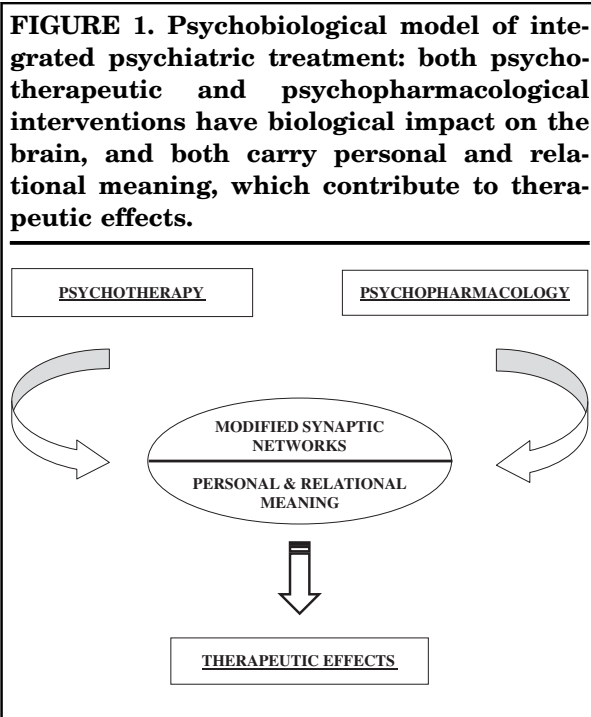 FIGURE 1. Psychobiological model of inte-
grated psychiatric treatment: both psycho-
therapeutic and psychopharmacological
interventions have biological impact on the
brain, and both carry personal and rela-
tional meaning, which contribute to thera-
peutic effects.
PSYCHOTHERAPY
PSYCHOPHARMACOLOGY
MODIFIED SYNAPTIC
NETWORKS
PERSONAL & RELATIONAL
MEANING
THERAPEUTIC EFFECTS